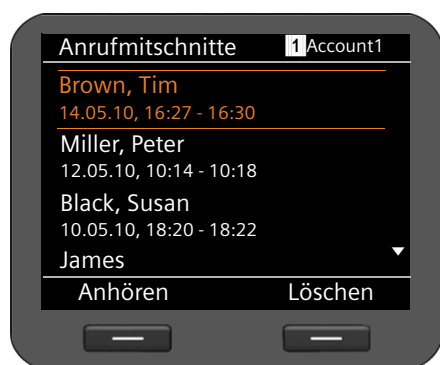 Anrufmitschnitte 1 Account1
Brown, Tim
14.05.10, 16:27 - 16:30
Miller, Peter
12.05.10, 10:14 - 10:18
Black, Susan
10.05.10, 18:20 - 18:22
James
Anhören Löschen